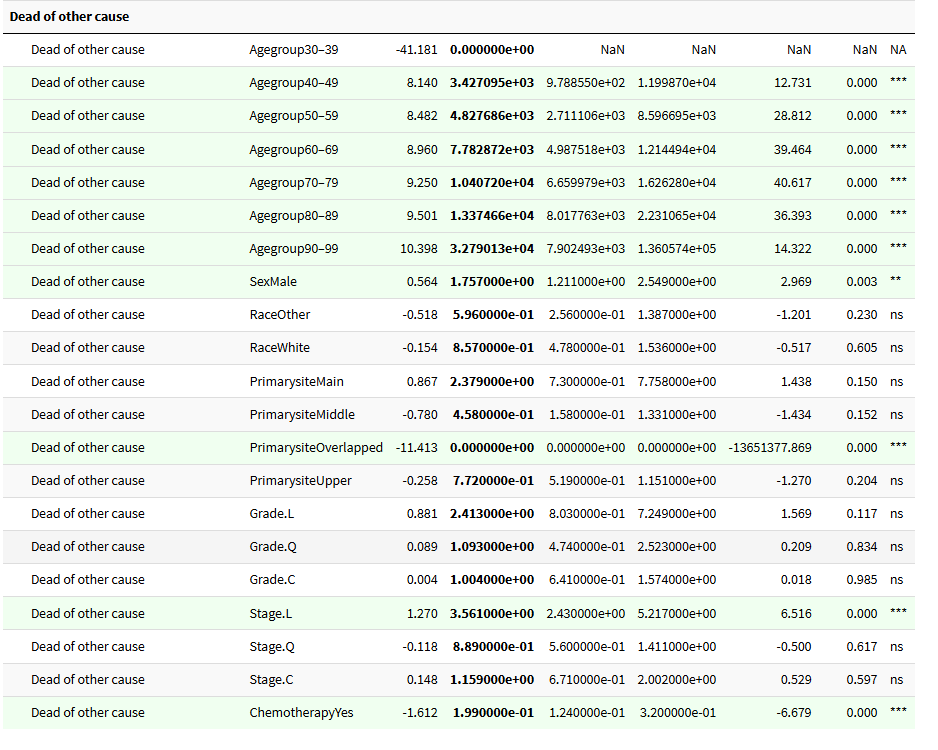 Dead of other cause
Dead of other cause Agegroup30–39 -41.181 0.000000e+00 NaN NaN NaN NaN NA
Dead of other cause Agegroup40–49 8.140 3.427095e+03 9.788550e+02 1.199870e+04 12.731 0.000 ***
Dead of other cause Agegroup50–59 8.482 4.827686e+03 2.711106e+03 8.596695e+03 28.812 0.000 ***
Dead of other cause Agegroup60–69 8.960 7.782872e+03 4.987518e+03 1.214494e+04 39.464 0.000 ***
Dead of other cause Agegroup70–79 9.250 1.040720e+04 6.659979e+03 1.626280e+04 40.617 0.000 ***
Dead of other cause Agegroup80–89 9.501 1.337466e+04 8.017763e+03 2.231065e+04 36.393 0.000 ***
Dead of other cause Agegroup90–99 10.398 3.279013e+04 7.902493e+03 1.360574e+05 14.322 0.000 ***
Dead of other cause SexMale 0.564 1.757000e+00 1.211000e+00 2.549000e+00 2.969 0.003 **
Dead of other cause RaceOther -0.518 5.960000e-01 2.560000e-01 1.387000e+00 -1.201 0.230 ns
Dead of other cause RaceWhite -0.154 8.570000e-01 4.780000e-01 1.536000e+00 -0.517 0.605 ns
Dead of other cause PrimarysiteMain 0.867 2.379000e+00 7.300000e-01 7.758000e+00 1.438 0.150 ns
Dead of other cause PrimarysiteMiddle -0.780 4.580000e-01 1.580000e-01 1.331000e+00 -1.434 0.152 ns
Dead of other cause PrimarysiteOverlapped -11.413 0.000000e+00 0.000000e+00 0.000000e+00 -13651377.869 0.000 ***
Dead of other cause PrimarysiteUpper -0.258 7.720000e-01 5.190000e-01 1.151000e+00 -1.270 0.204 ns
Dead of other cause Grade.L 0.881 2.413000e+00 8.030000e-01 7.249000e+00 1.569 0.117 ns
Dead of other cause Grade.Q 0.089 1.093000e+00 4.740000e-01 2.523000e+00 0.209 0.834 ns
Dead of other cause Grade.C 0.004 1.004000e+00 6.410000e-01 1.574000e+00 0.018 0.985 ns
Dead of other cause Stage.L 1.270 3.561000e+00 2.430000e+00 5.217000e+00 6.516 0.000 ***
Dead of other cause Stage.Q -0.118 8.890000e-01 5.600000e-01 1.411000e+00 -0.500 0.617 ns
Dead of other cause Stage.C 0.148 1.159000e+00 6.710000e-01 2.002000e+00 0.529 0.597 ns
Dead of other cause ChemotherapyYes -1.612 1.990000e-01 1.240000e-01 3.200000e-01 -6.679 0.000 ***